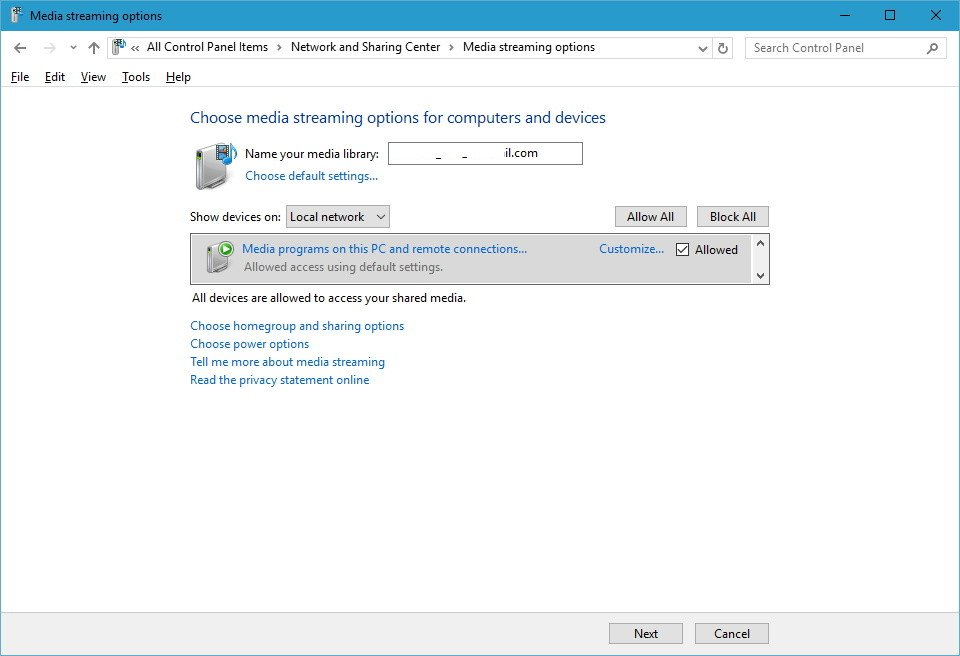 Media streaming options
« All Control Panel Items > Network and Sharing Center > Media streaming options Search Control Panel
File Edit View Tools Help
Choose media streaming options for computers and devices
Name your media library: _ _ il.com
Choose default settings...
Show devices on: Local network Allow All Block All
Media programs on this PC and remote connections... Customize... Allowed
Allowed access using default settings.
All devices are allowed to access your shared media.
Choose homegroup and sharing options
Choose power options
Tell me more about media streaming
Read the privacy statement online
Next Cancel